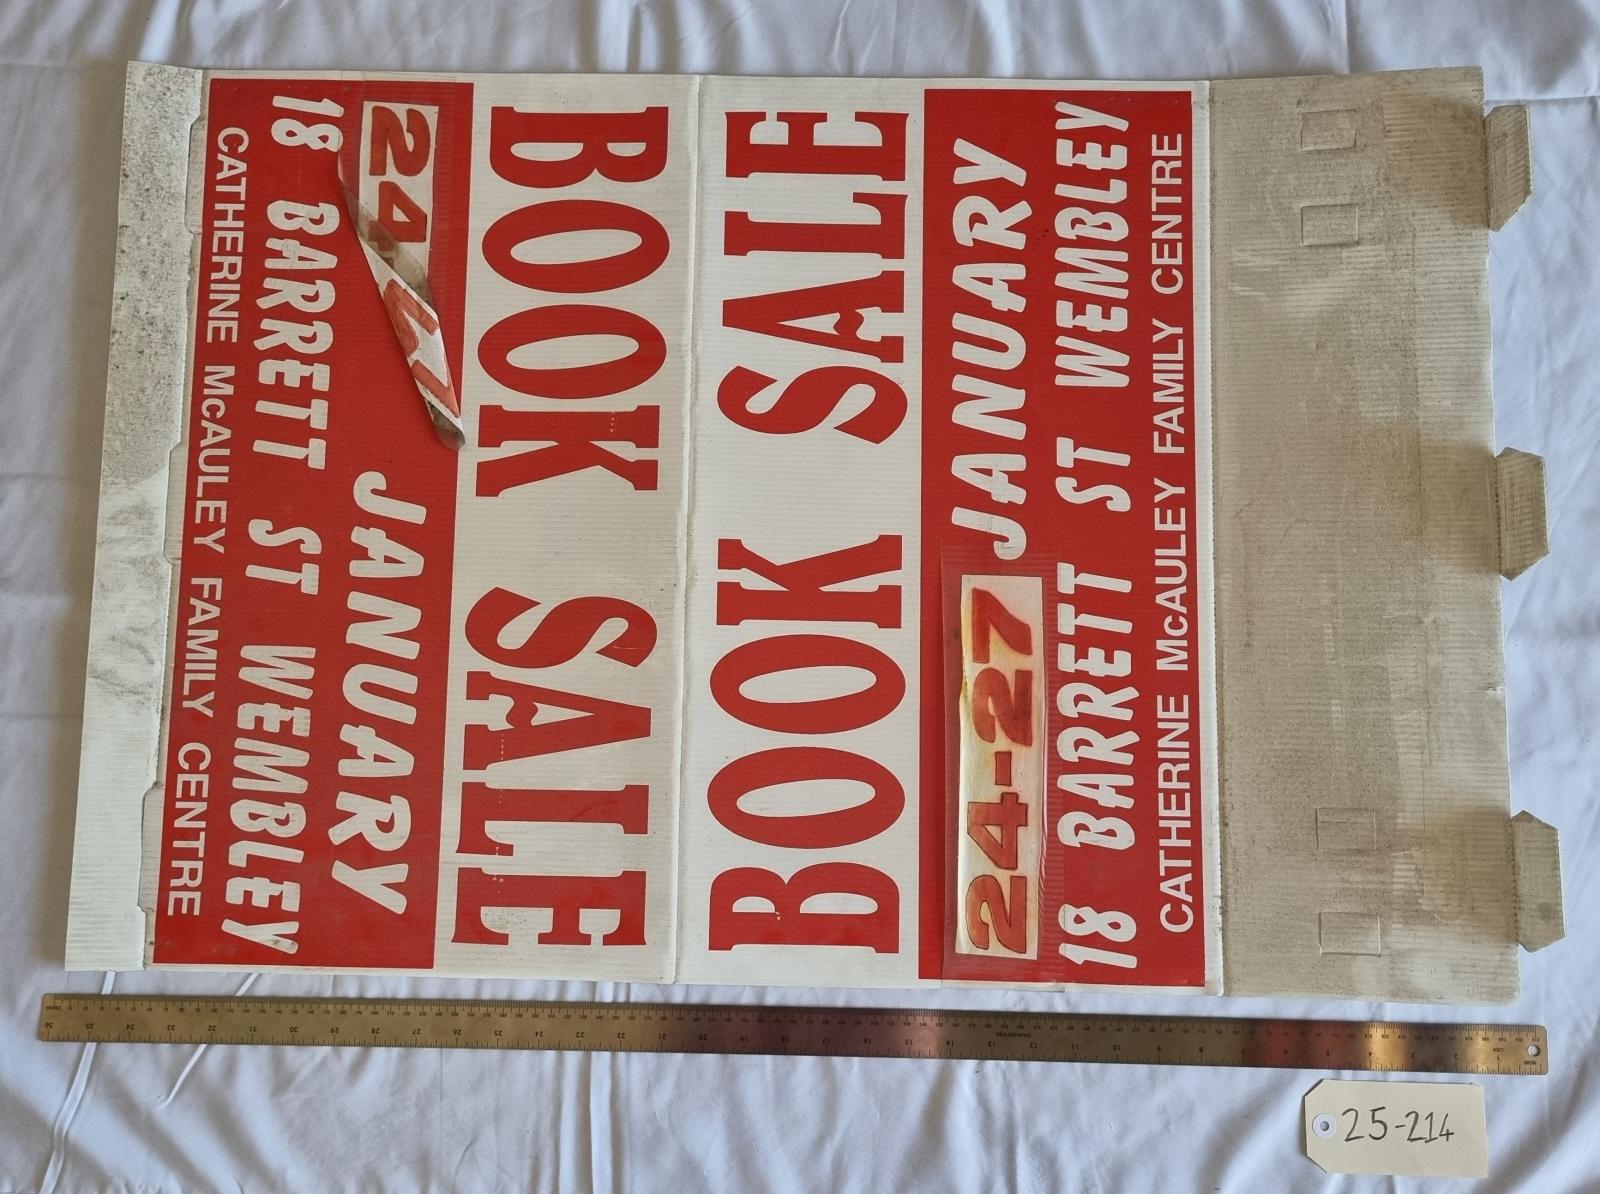 BOOK SALE
24
JANUARY
18 BARRETT ST WEMBLEY
CATHERINE McAULEY FAMILY CENTRE
BOOK SALE
24-27 JANUARY
18 BARRETT ST WEMBLEY
CATHERINE McAULEY FAMILY CENTRE
25-214